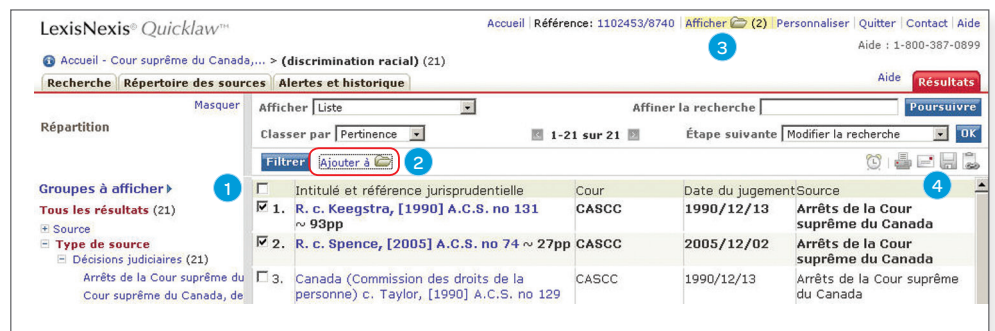 LexisNexis® Quicklaw™
Accueil | Référence: 1102453/8740 | Afficher (2) | Personnaliser | Quitter | Contact | Aide
3
Aide : 1-800-387-0899
Accueil - Cour suprême du Canada,... > (discrimination racial) (21)
Recherche Répertoire des sources Alertes et historique Aide Résultats
Masquer
Répartition
Afficher Liste Affiner la recherche Poursuivre
Classer par Pertinence 1-21 sur 21 Étape suivante Modifier la recherche OK
Filtrer Ajouter à 2
Groupes à afficher 1 Intitulé et référence jurisprudentielle Cour Date du jugement Source 4
Tous les résultats (21)
Source
Type de source
Décisions judiciaires (21)
Arrêts de la Cour suprême du
Cour suprême du Canada, de
1. R. c. Keegstra, [1990] A.C.S. no 131 CASCC 1990/12/13 Arrêts de la Cour
~ 93pp suprême du Canada
2. R. c. Spence, [2005] A.C.S. no 74 ~ 27pp CASCC 2005/12/02 Arrêts de la Cour
suprême du Canada
3. Canada (Commission des droits de la CASCC 1990/12/13 Arrêts de la Cour suprême
personne) c. Taylor, [1990] A.C.S. no 129 du Canada